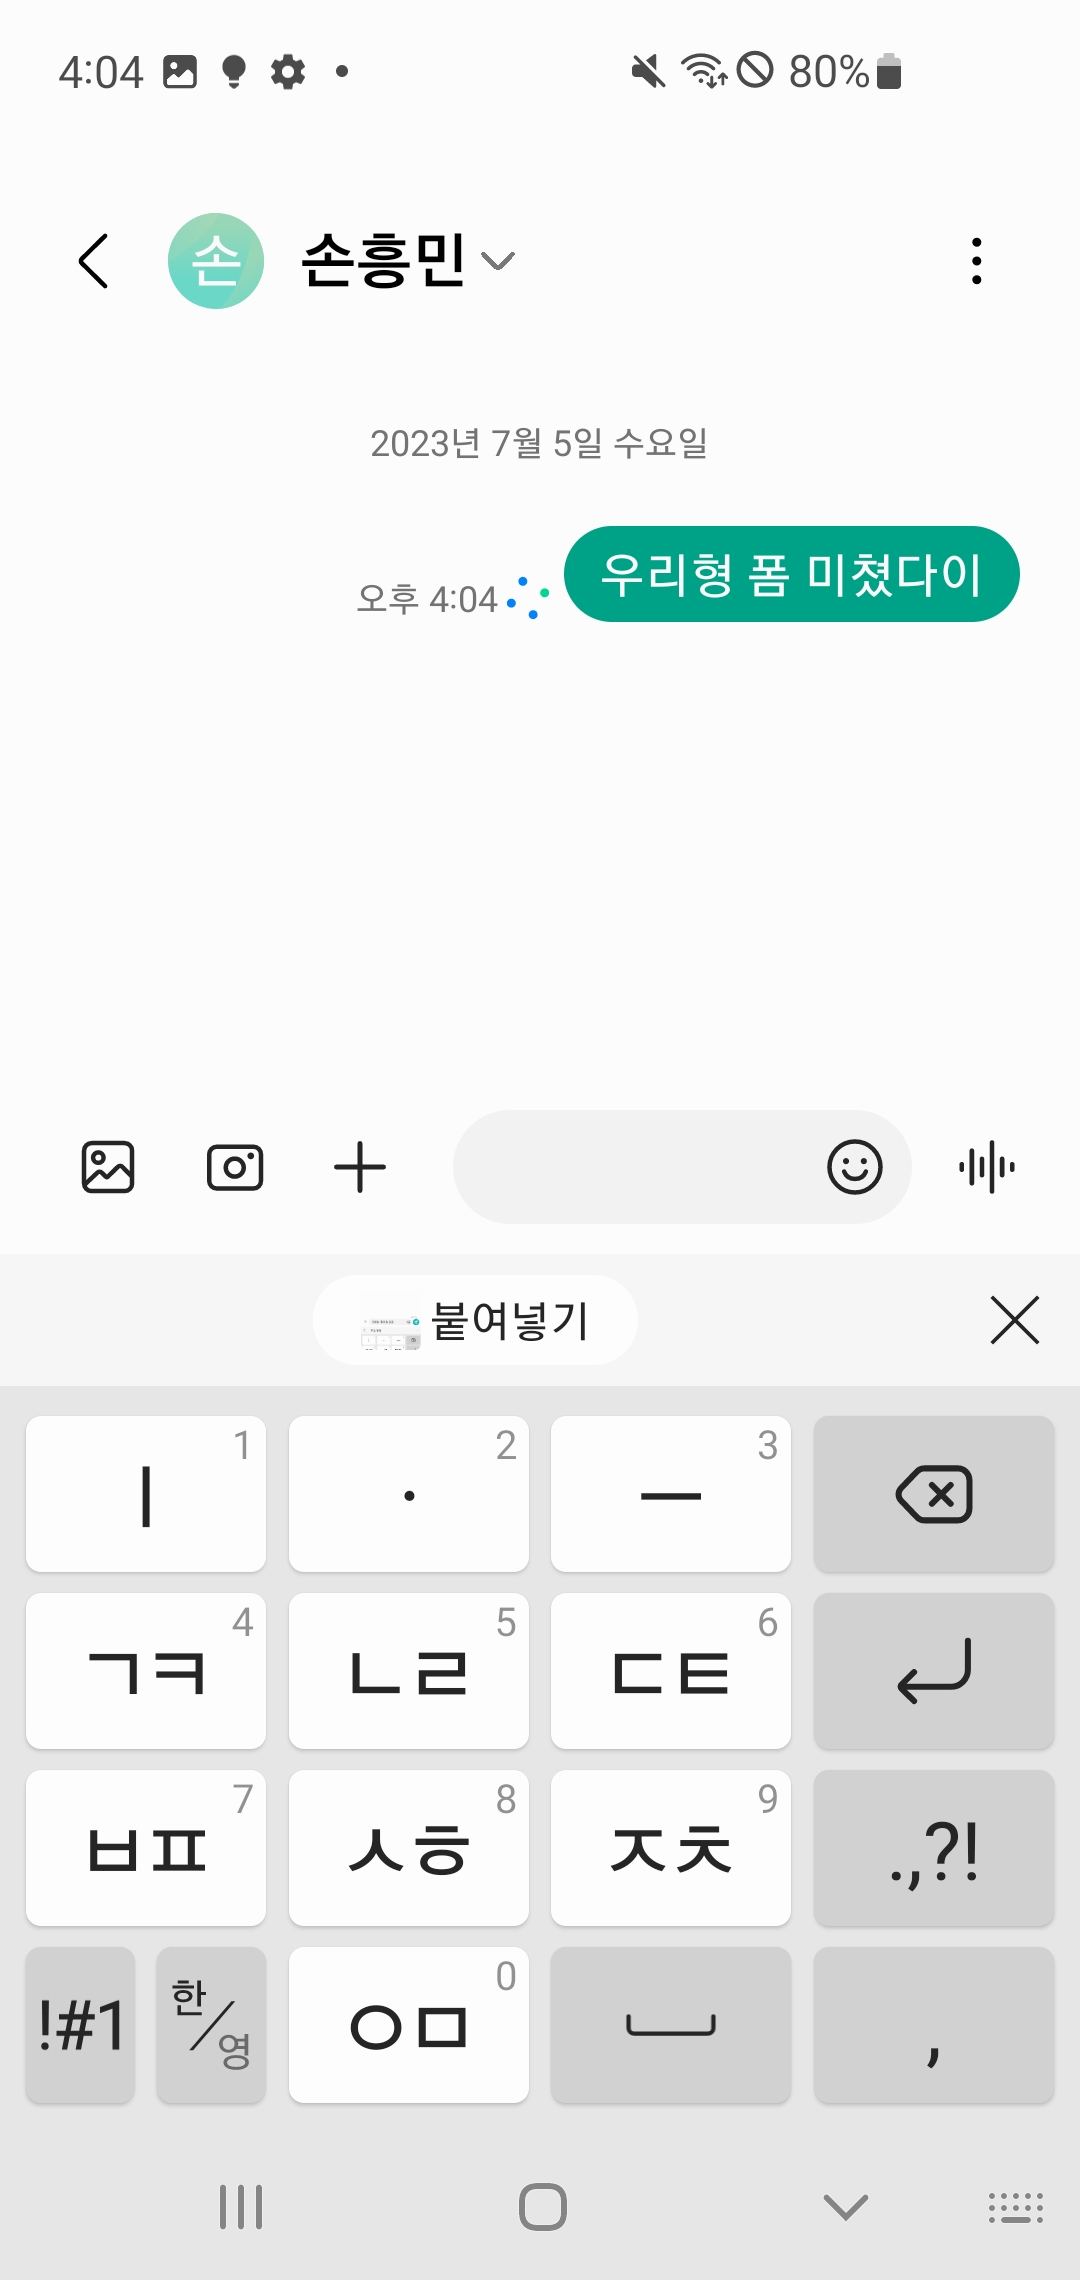 4:04 80%
손 손흥민
2023년 7월 5일 수요일
우리형 폼 미쳤다이
오후 4:04
붙여넣기
1 2 3
ㅣ · ㅡ
4 5 6
ㄱㅋ ㄴㄹ ㄷㅌ
7 8 9
ㅂㅍ ㅅㅎ ㅈㅊ .,?!
0
!#1 한/영 ㅇㅁ ,